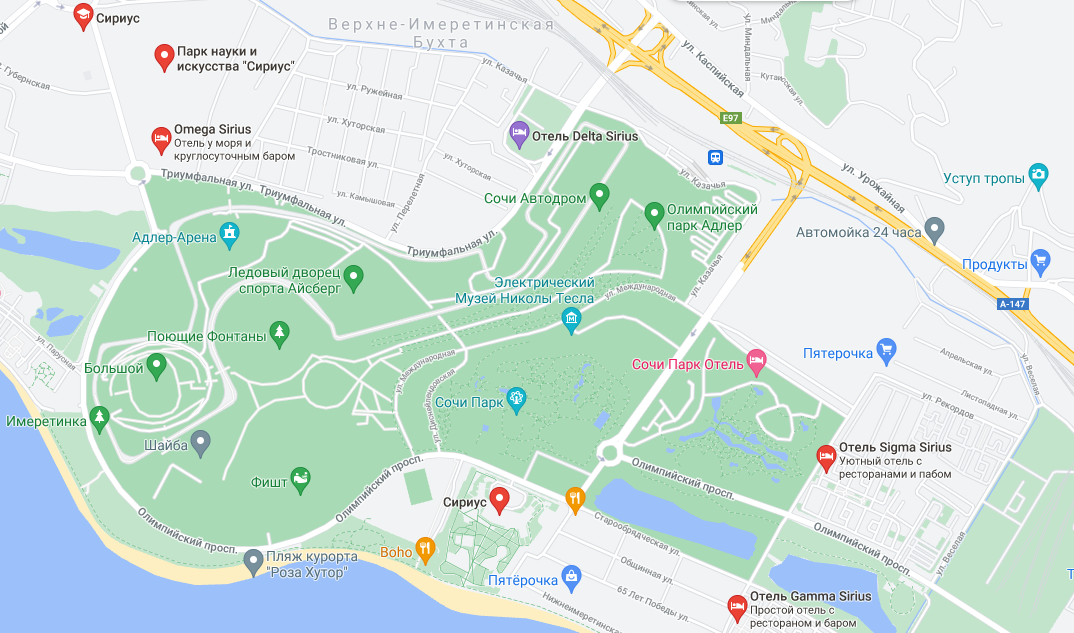 Сириус
Верхне-Имеретинская
Бухта
Парк науки и
искусства "Сириус"
ул. Губернская
ул. Казачья
ул. Каспийская
ул. Миндальная
Миндальн
Кутаисская ул.
ул. Ружейная
ул. Хуторская
Тростниковая ул.
ул. Хуторская
ул. Камышовая
ул. Перелетная
Omega Sirius
Отель у моря и
круглосуточным баром
Отель Delta Sirius
E97
ул. Казачья
ул. Урожайная
Уступ тропы
Триумфальная ул.
Триумфальная ул.
Триумфальная ул.
Сочи Автодром
Олимпийский
парк Адлер
Автомойка 24 часа
Адлер-Арена
Продукты
Ледовый дворец
спорта Айсберг
Электрический
Музей Николы Тесла
ул. Международная
ул. Казачья
A-147
Поющие Фонтаны
ул. Парусная
Большой
ул. Международная
ул. Диснейлендовская
Сочи Парк Отель
Пятерочка
Апрельская ул.
ул. Веселая
Листопадная ул.
ул. Рекордов
Сочи Парк
Имеретинка
Шайба
Фишт
Отель Sigma Sirius
Уютный отель с
ресторанами и пабом
Олимпийский просп.
Олимпийский просп.
Олимпийский просп.
Олимпийский просп.
Сириус
Старообрядческая ул.
ул. Веселая
Boho
Пляж курорта
"Роза Хутор"
Пятёрочка
Общинная ул.
65 Лет Победы ул.
Нижнеимеретинская
Отель Gamma Sirius
Простой отель с
рестораном и баром